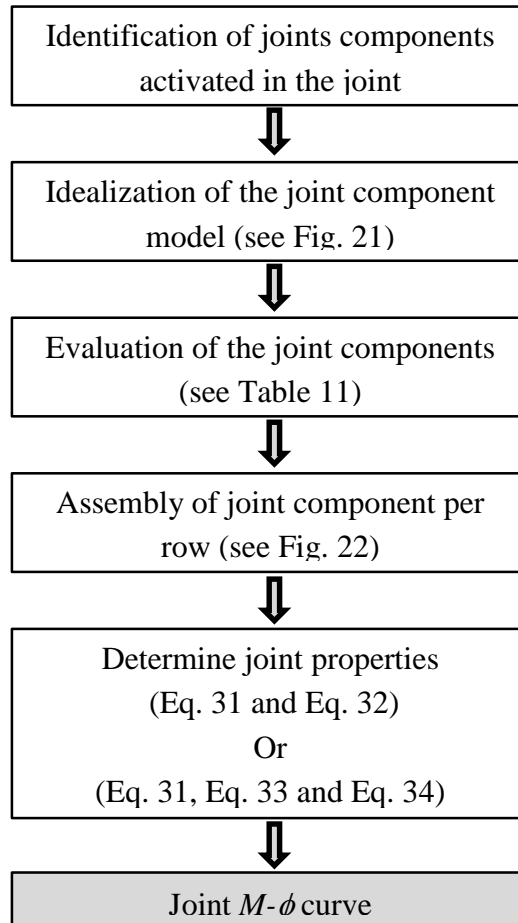 Identification of joints components
activated in the joint
Idealization of the joint component
model (see Fig. 21)
Evaluation of the joint components
(see Table 11)
Assembly of joint component per
row (see Fig. 22)
Determine joint properties
(Eq. 31 and Eq. 32)
Or
(Eq. 31, Eq. 33 and Eq. 34)
Joint M-ϕ curve